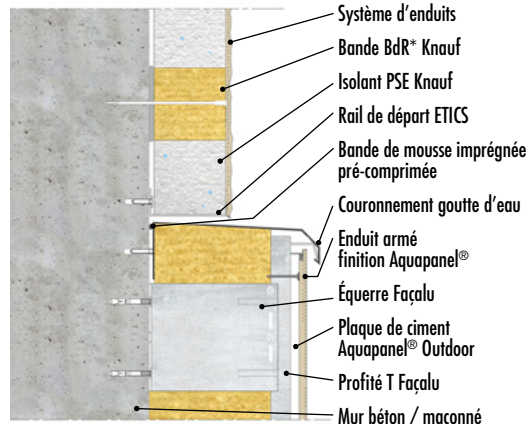 Système d'enduits
Bande BdR* Knauf
Isolant PSE Knauf
Rail de départ ETICS
Bande de mousse imprégnée
pré-comprimée
Couronnement goutte d'eau
Enduit armé
finition Aquapanel®
Équerre Façalu
Plaque de ciment
Aquapanel® Outdoor
Profité T Façalu
Mur béton / maçonné